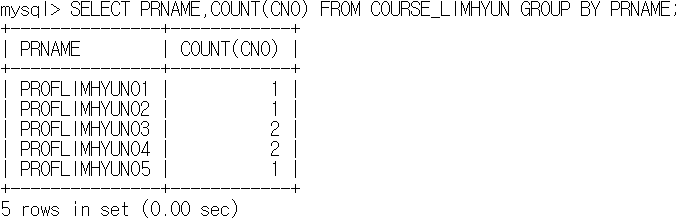 mysql> SELECT PRNAME,COUNT(CNO) FROM COURSE_LIMHYUN GROUP BY PRNAME;
+---------------+------------+
| PRNAME        | COUNT(CNO) |
+---------------+------------+
| PROFLIMHYUN01 |          1 |
| PROFLIMHYUN02 |          1 |
| PROFLIMHYUN03 |          2 |
| PROFLIMHYUN04 |          2 |
| PROFLIMHYUN05 |          1 |
+---------------+------------+
5 rows in set (0.00 sec)